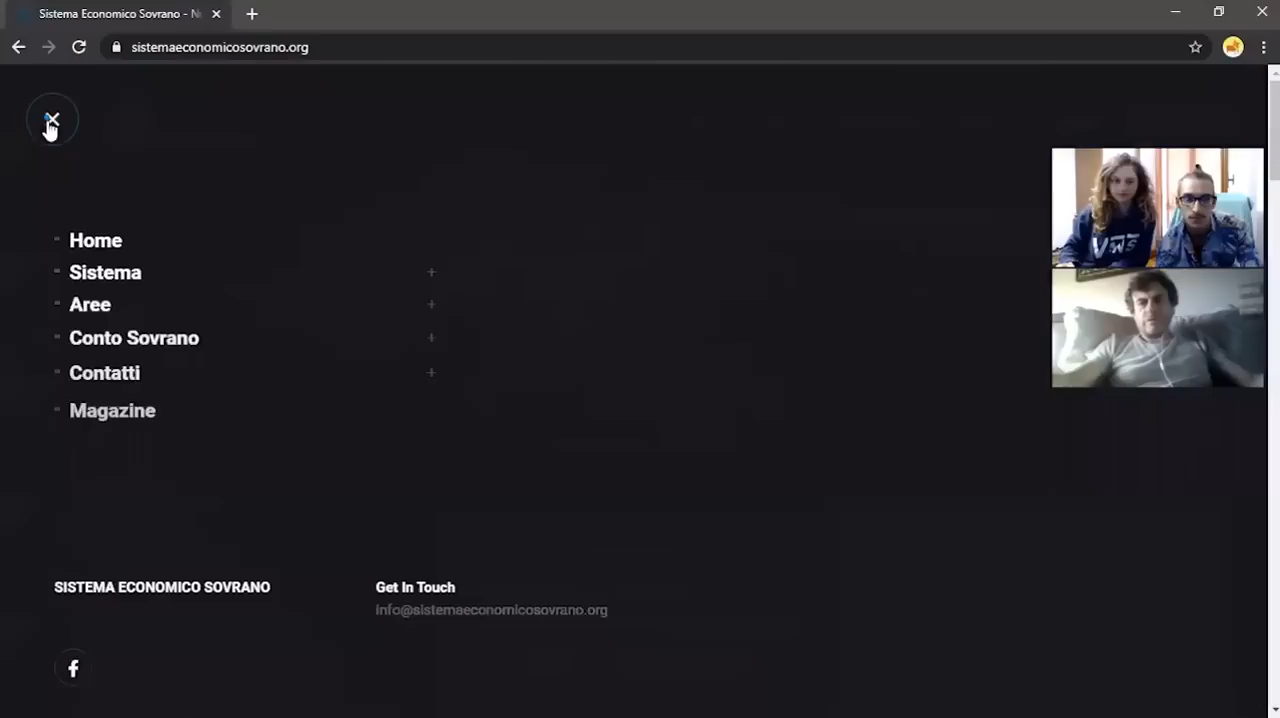 Sistema Economico Sovrano - N
sistemaeconomicosovrano.org
Home
Sistema
Aree
Conto Sovrano
Contatti
Magazine
SISTEMA ECONOMICO SOVRANO
Get In Touch
info@sistemaeconomicosovrano.org